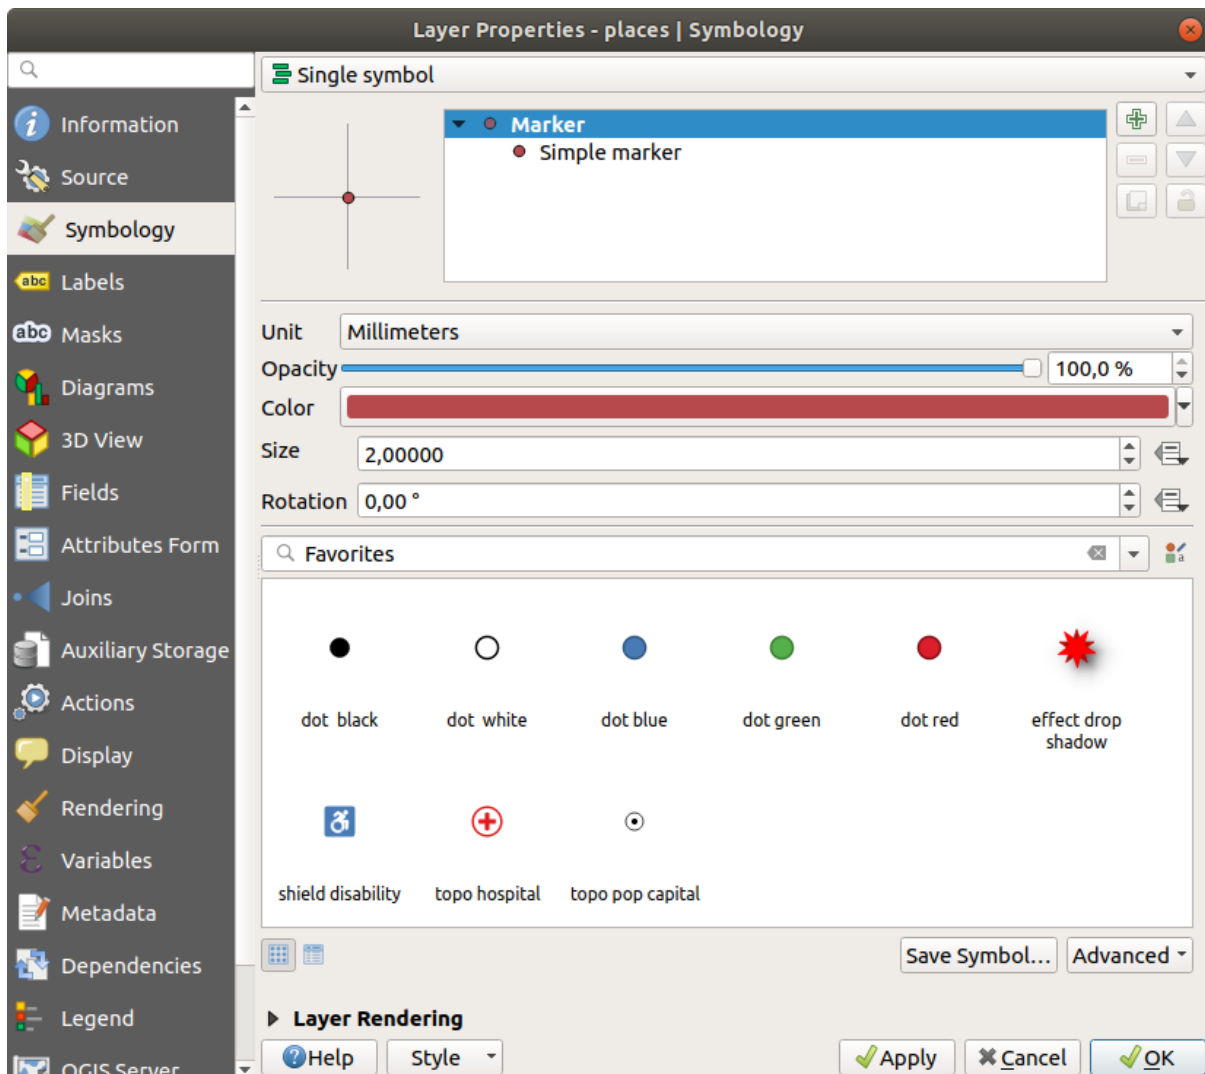 Layer Properties - places | Symbology
Single symbol
Information
Source
Symbology
Labels
Masks
Diagrams
3D View
Fields
Attributes Form
Joins
Auxiliary Storage
Actions
Display
Rendering
Variables
Metadata
Dependencies
Legend
QGIS Server
Marker
Simple marker
Unit Millimeters
Opacity 100,0 %
Color
Size 2,00000
Rotation 0,00 °
Favorites
dot black dot white dot blue dot green dot red effect drop
shadow
shield disability topo hospital topo pop capital
Save Symbol... Advanced
Layer Rendering
Help Style Apply Cancel OK